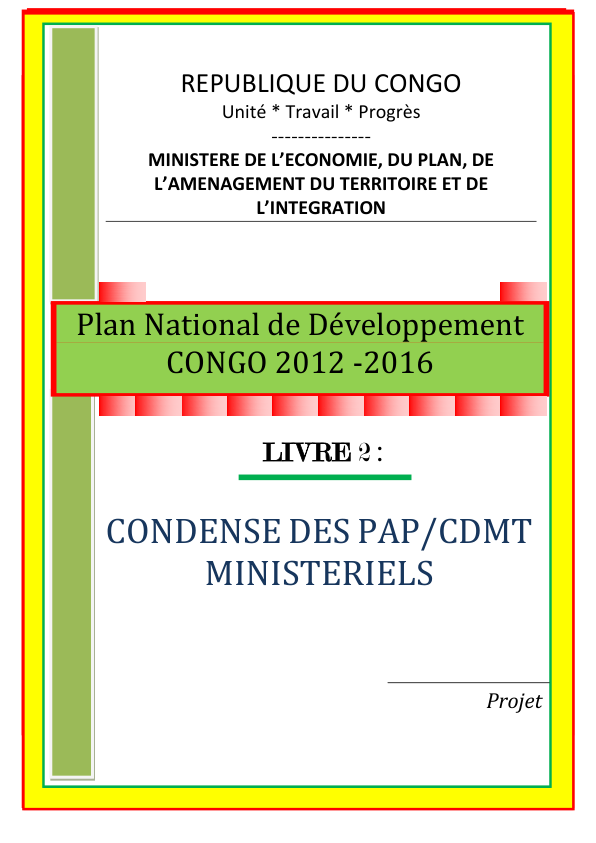 REPUBLIQUE DU CONGO
Unité * Travail * Progrès
---------------
MINISTERE DE L'ECONOMIE, DU PLAN, DE
L'AMENAGEMENT DU TERRITOIRE ET DE
L'INTEGRATION
Plan National de Développement
CONGO 2012 -2016
LIVRE 2 :
CONDENSE DES PAP/CDMT
MINISTERIELS
Projet